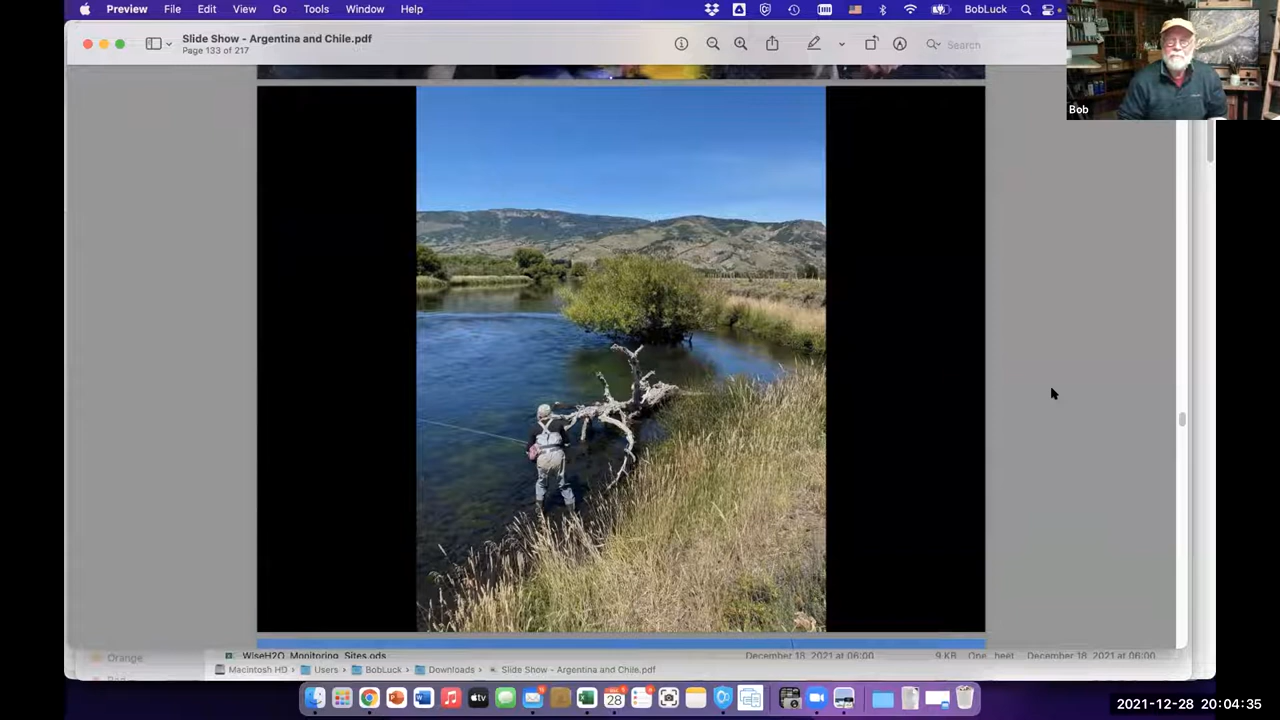 Preview File Edit View Go Tools Window Help BobLuck
Slide Show - Argentina and Chile.pdf
Page 133 of 217
Search
Bob
WiseH2O_Monitoring_Sites.ods December 18, 2021 at 06:00 9 KB December 18, 2021 at 06:00
Orange
Macintosh HD Users BobLuck Downloads Slide Show - Argentina and Chile.pdf
28
2021-12-28 20:04:35